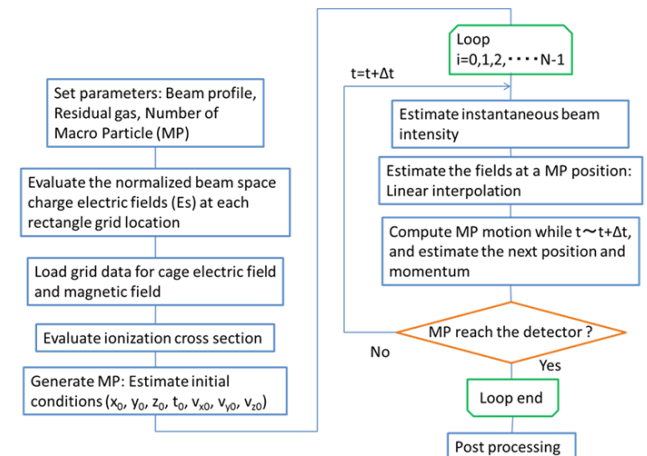 Set parameters: Beam profile,
Residual gas, Number of
Macro Particle (MP)
Evaluate the normalized beam space
charge electric fields (Es) at each
rectangle grid location
Load grid data for cage electric field
and magnetic field
Evaluate ionization cross section
Generate MP: Estimate initial
conditions (x₀, y₀, z₀, t₀, vₓ₀, vᵧ₀, v_z₀)
Loop
i=0,1,2,････N-1
t=t+Δt
Estimate instantaneous beam
intensity
Estimate the fields at a MP position:
Linear interpolation
Compute MP motion while t～t+Δt,
and estimate the next position and
momentum
MP reach the detector ?
No
Yes
Loop end
Post processing